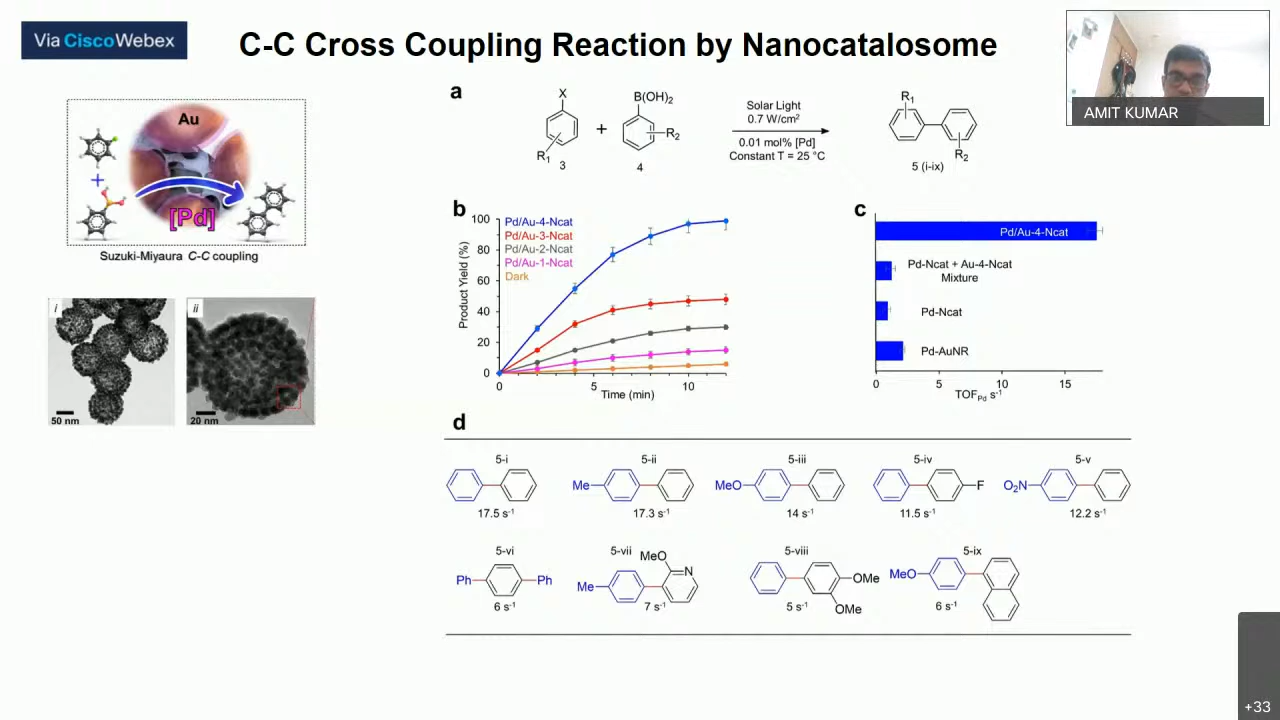 Via CiscoWebex
C-C Cross Coupling Reaction by Nanocatalosome
AMIT KUMAR
Au
[Pd]
Suzuki-Miyaura C-C coupling
i
50 nm
ii
20 nm
a
X
R1
3
+
B(OH)2
R2
4
Solar Light
0.7 W/cm²
0.01 mol% [Pd]
Constant T = 25 °C
R1
R2
5 (i-ix)
b
Product Yield (%)
100
80
60
40
20
0
Pd/Au-4-Ncat
Pd/Au-3-Ncat
Pd/Au-2-Ncat
Pd/Au-1-Ncat
Dark
0 5 10
Time (min)
c
Pd/Au-4-Ncat
Pd-Ncat + Au-4-Ncat
Mixture
Pd-Ncat
Pd-AuNR
0 5 10 15
TOFPd s-1
d
5-i
17.5 s-1
5-ii
Me
17.3 s-1
5-iii
MeO
14 s-1
5-iv
F
11.5 s-1
5-v
O2N
12.2 s-1
5-vi
Ph Ph
6 s-1
5-vii
MeO
N
Me
7 s-1
5-viii
OMe
OMe
5 s-1
5-ix
MeO
6 s-1
+33